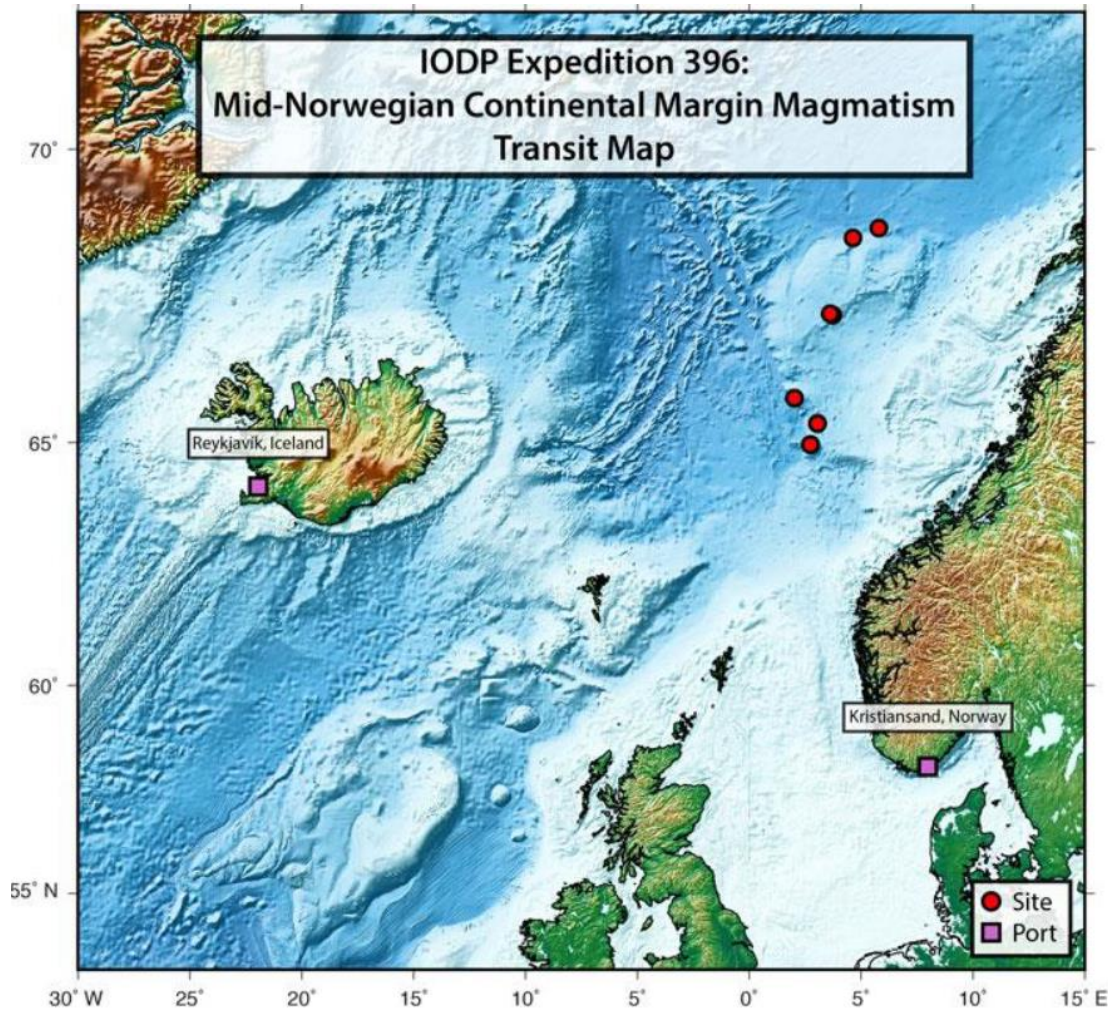 IODP Expedition 396:
Mid-Norwegian Continental Margin Magmatism
Transit Map
70°
Reykjavík, Iceland
65°
60°
Kristiansand, Norway
55° N
Site
Port
30° W
25°
20°
15°
10°
5°
0°
5°
10°
15° E